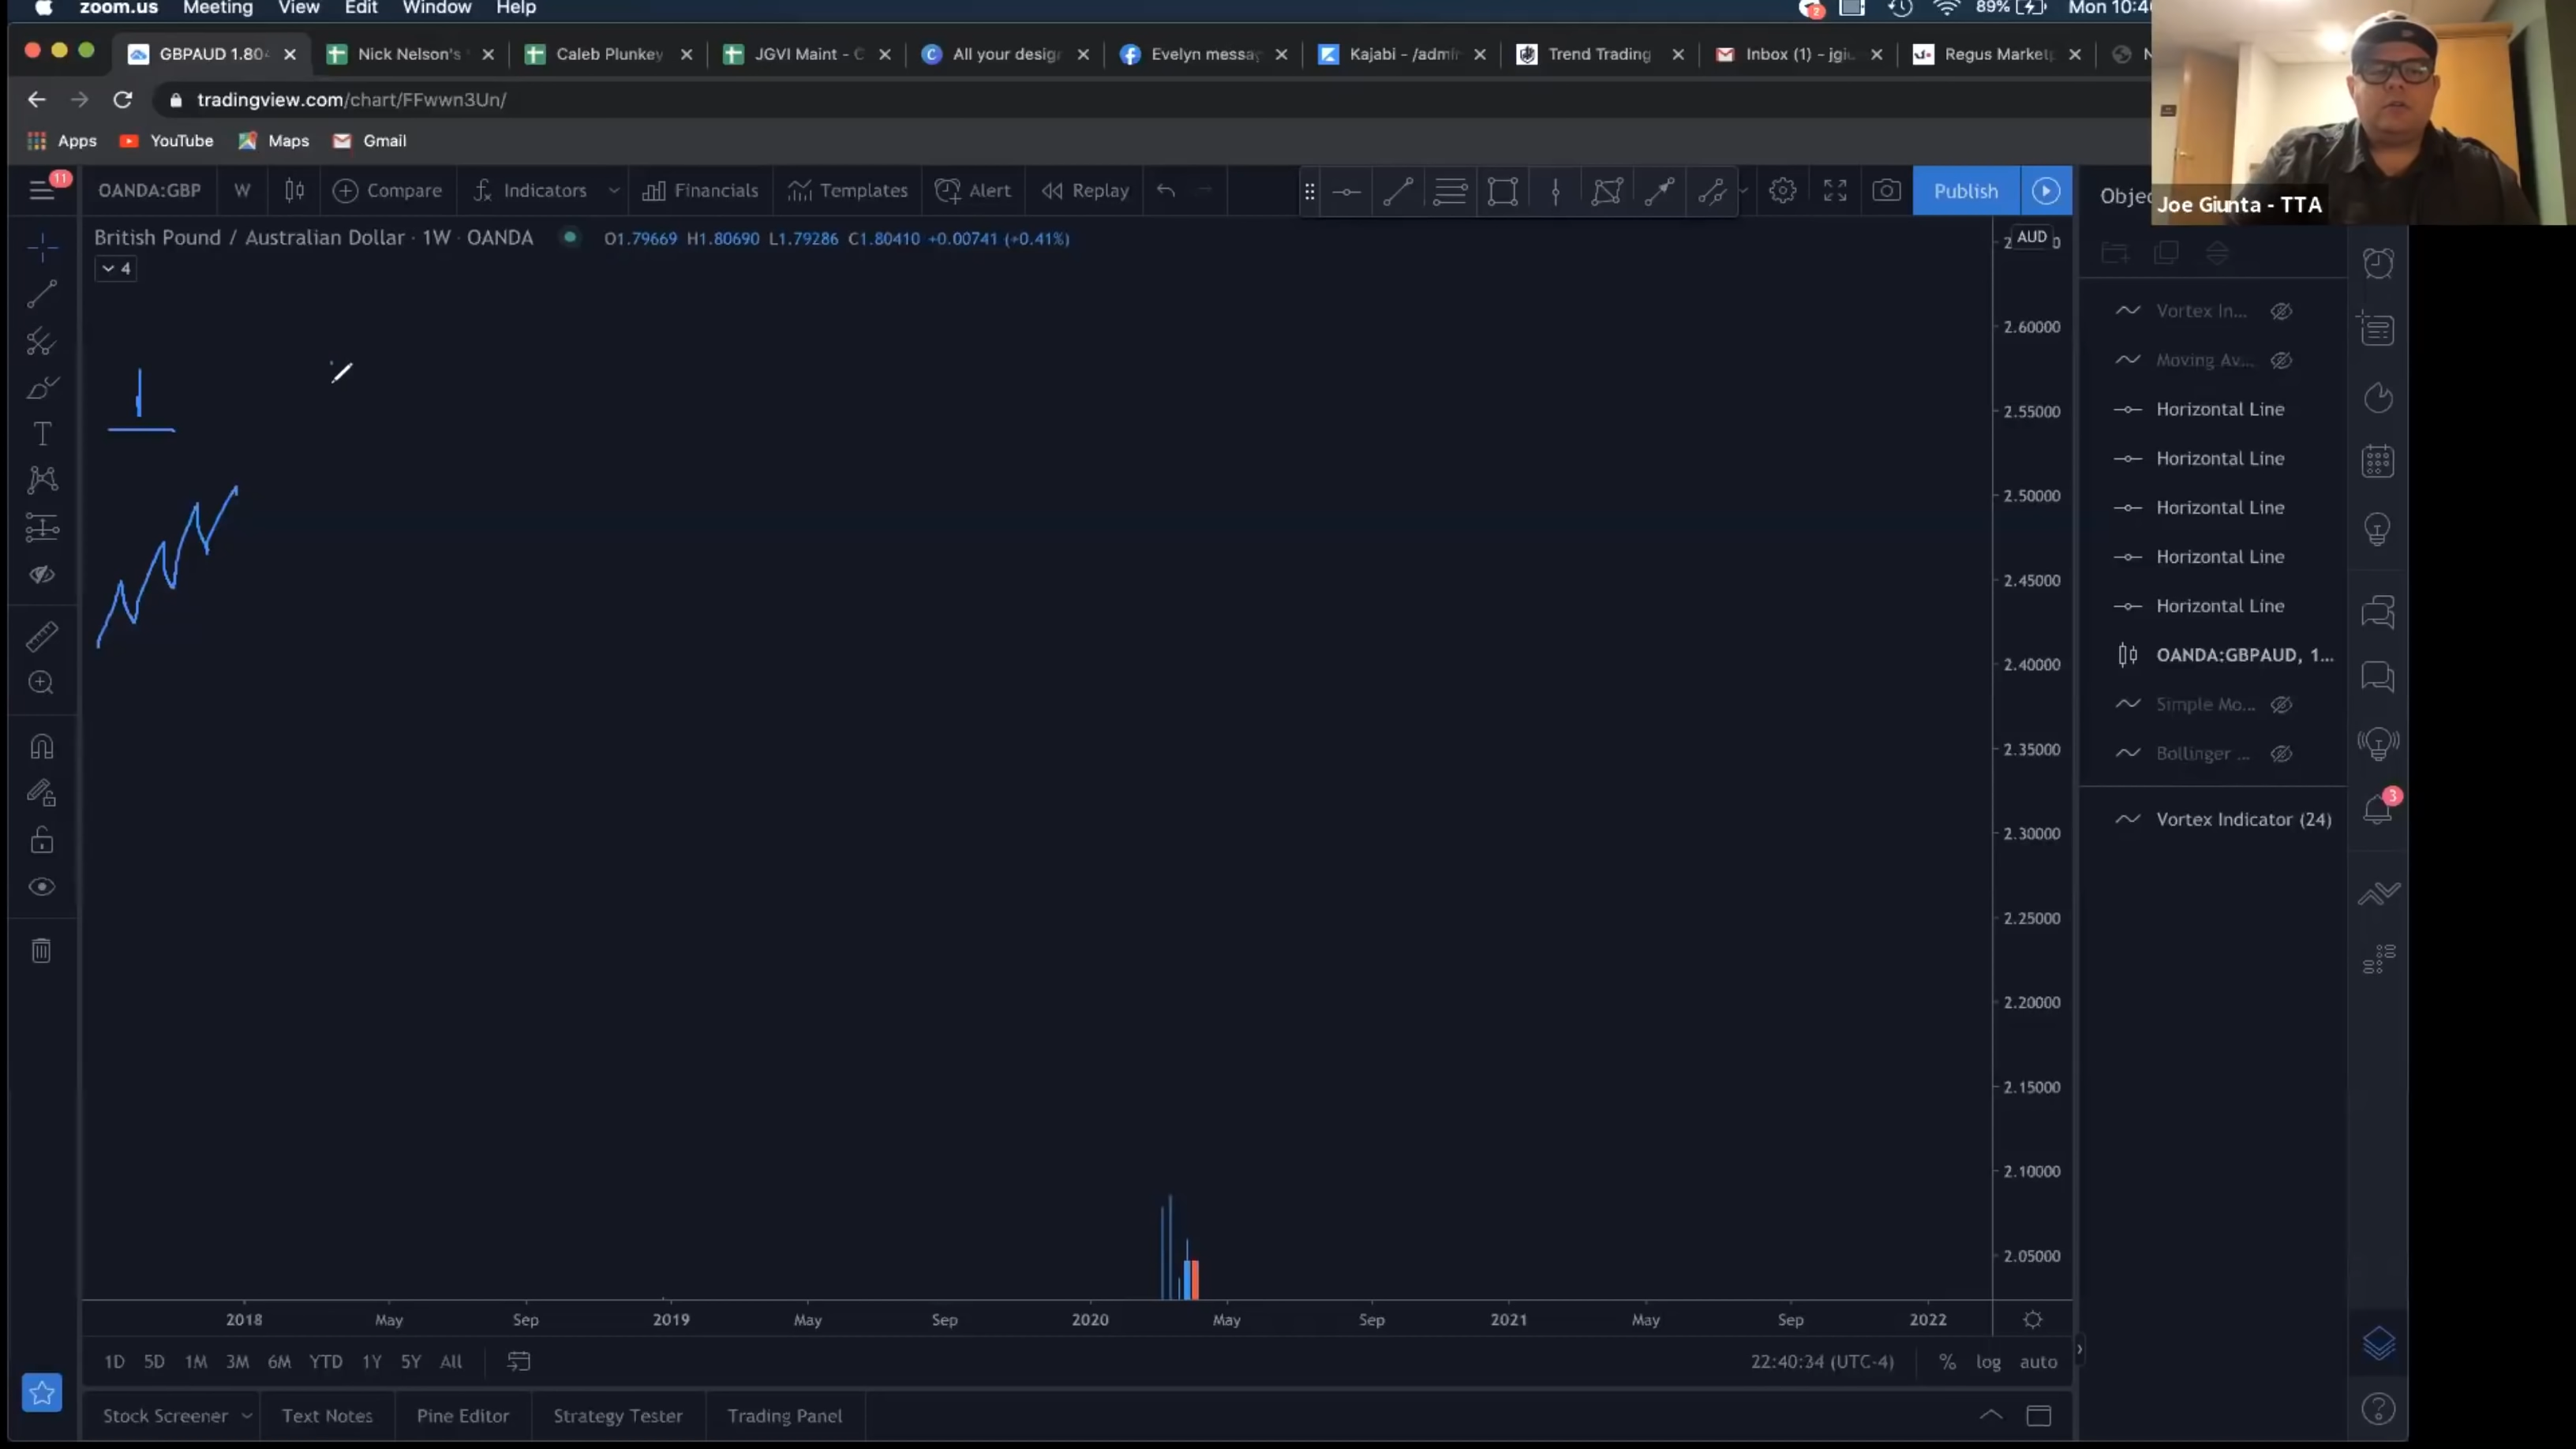 zoom.us Meeting View Edit Window Help
2 89% Mon 10:4
GBPAUD 1.80
Nick Nelson's
Caleb Plunkey
JGVI Maint - C
All your desig
Evelyn messa
Kajabi - /admi
Trend Trading
Inbox (1) - jgi
Regus Market
tradingview.com/chart/FFwwn3Un/
Apps YouTube Maps Gmail
11 OANDA:GBP W Compare Indicators Financials Templates Alert Replay Publish
Objec
Joe Giunta - TTA
British Pound / Australian Dollar · 1W · OANDA O1.79669 H1.80690 L1.79286 C1.80410 +0.00741 (+0.41%)
AUD
4
2.60000
2.55000
2.50000
2.45000
2.40000
2.35000
2.30000
2.25000
2.20000
2.15000
2.10000
2.05000
Vortex In...
Moving Av...
Horizontal Line
Horizontal Line
Horizontal Line
Horizontal Line
Horizontal Line
OANDA:GBPAUD, 1...
Simple Mo...
Bollinger ...
Vortex Indicator (24)
3
2018 May Sep 2019 May Sep 2020 May Sep 2021 May Sep 2022
1D 5D 1M 3M 6M YTD 1Y 5Y All 22:40:34 (UTC-4) % log auto
Stock Screener Text Notes Pine Editor Strategy Tester Trading Panel